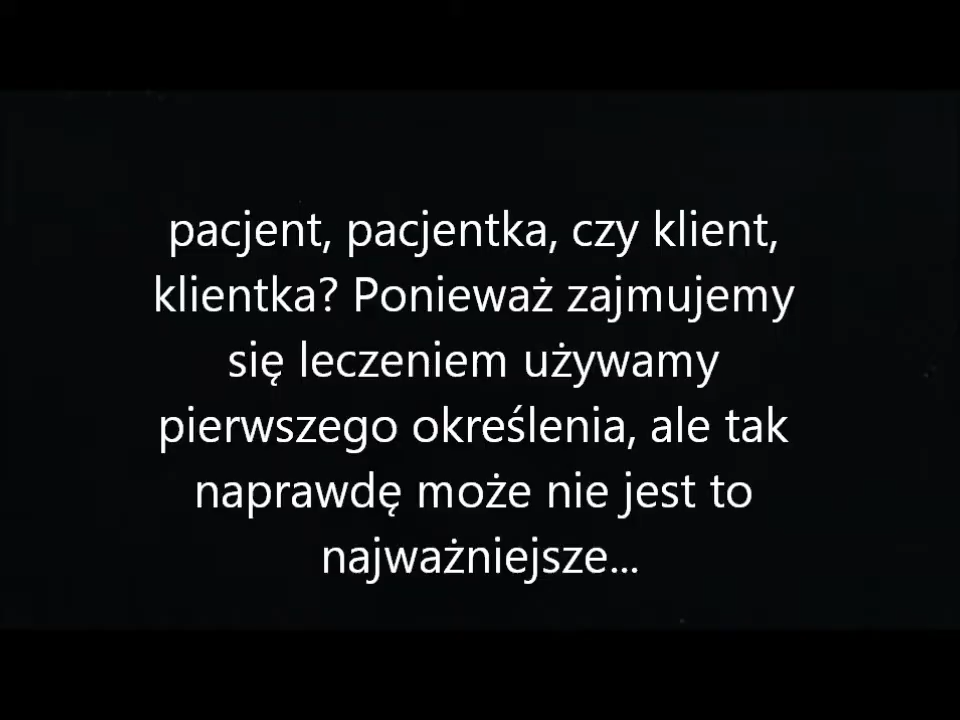 pacjent, pacjentka, czy klient,
klientka? Ponieważ zajmujemy
się leczeniem używamy
pierwszego określenia, ale tak
naprawdę może nie jest to
najważniejsze...